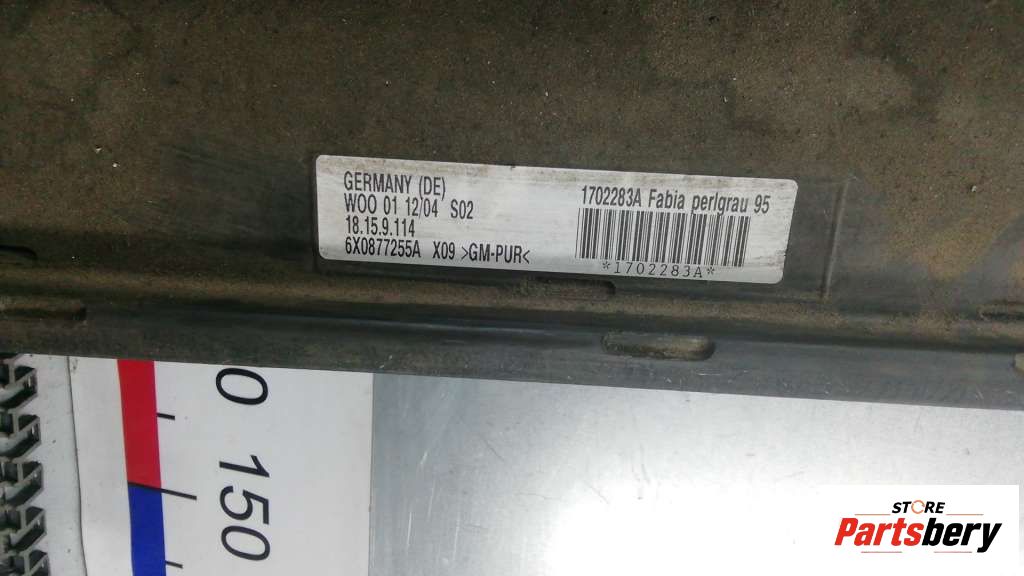 GERMANY (DE)
WOO 01 12/04 S02
18.15.9.114
6X0877255A X09 >GM-PUR<
1702283A Fabia perlgrau 95
*1702283A*
0 150
STORE
Partsbery